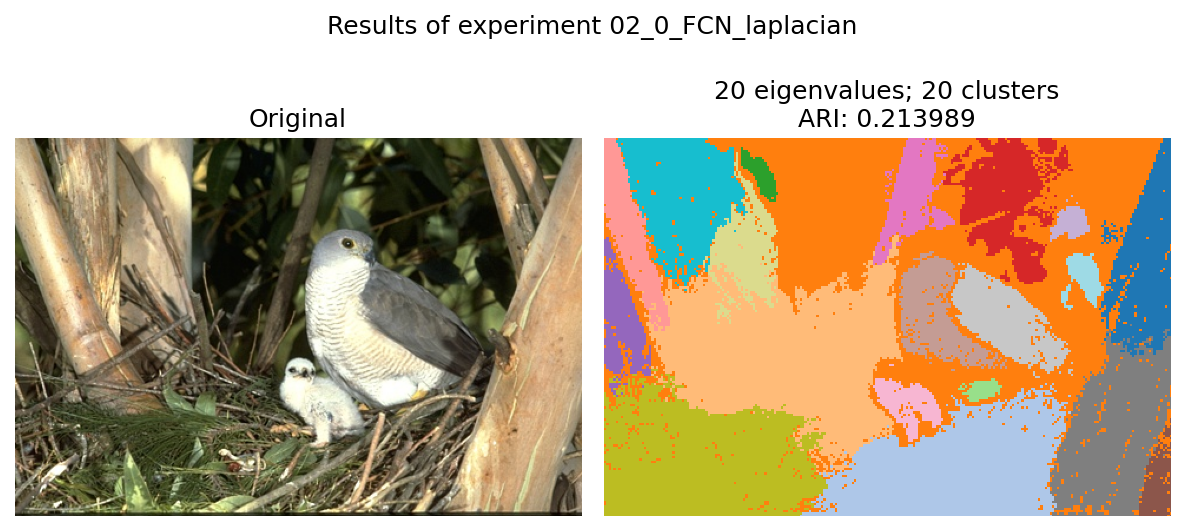 Results of experiment 02_0_FCN_laplacian
Original
20 eigenvalues; 20 clusters
ARI: 0.213989